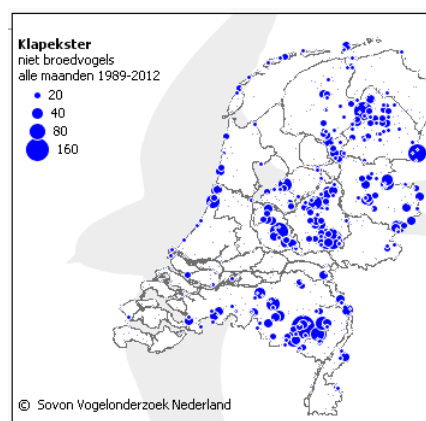 Klapekster
niet broedvogels
alle maanden 1989-2012
20
40
80
160
© Sovon Vogelonderzoek Nederland